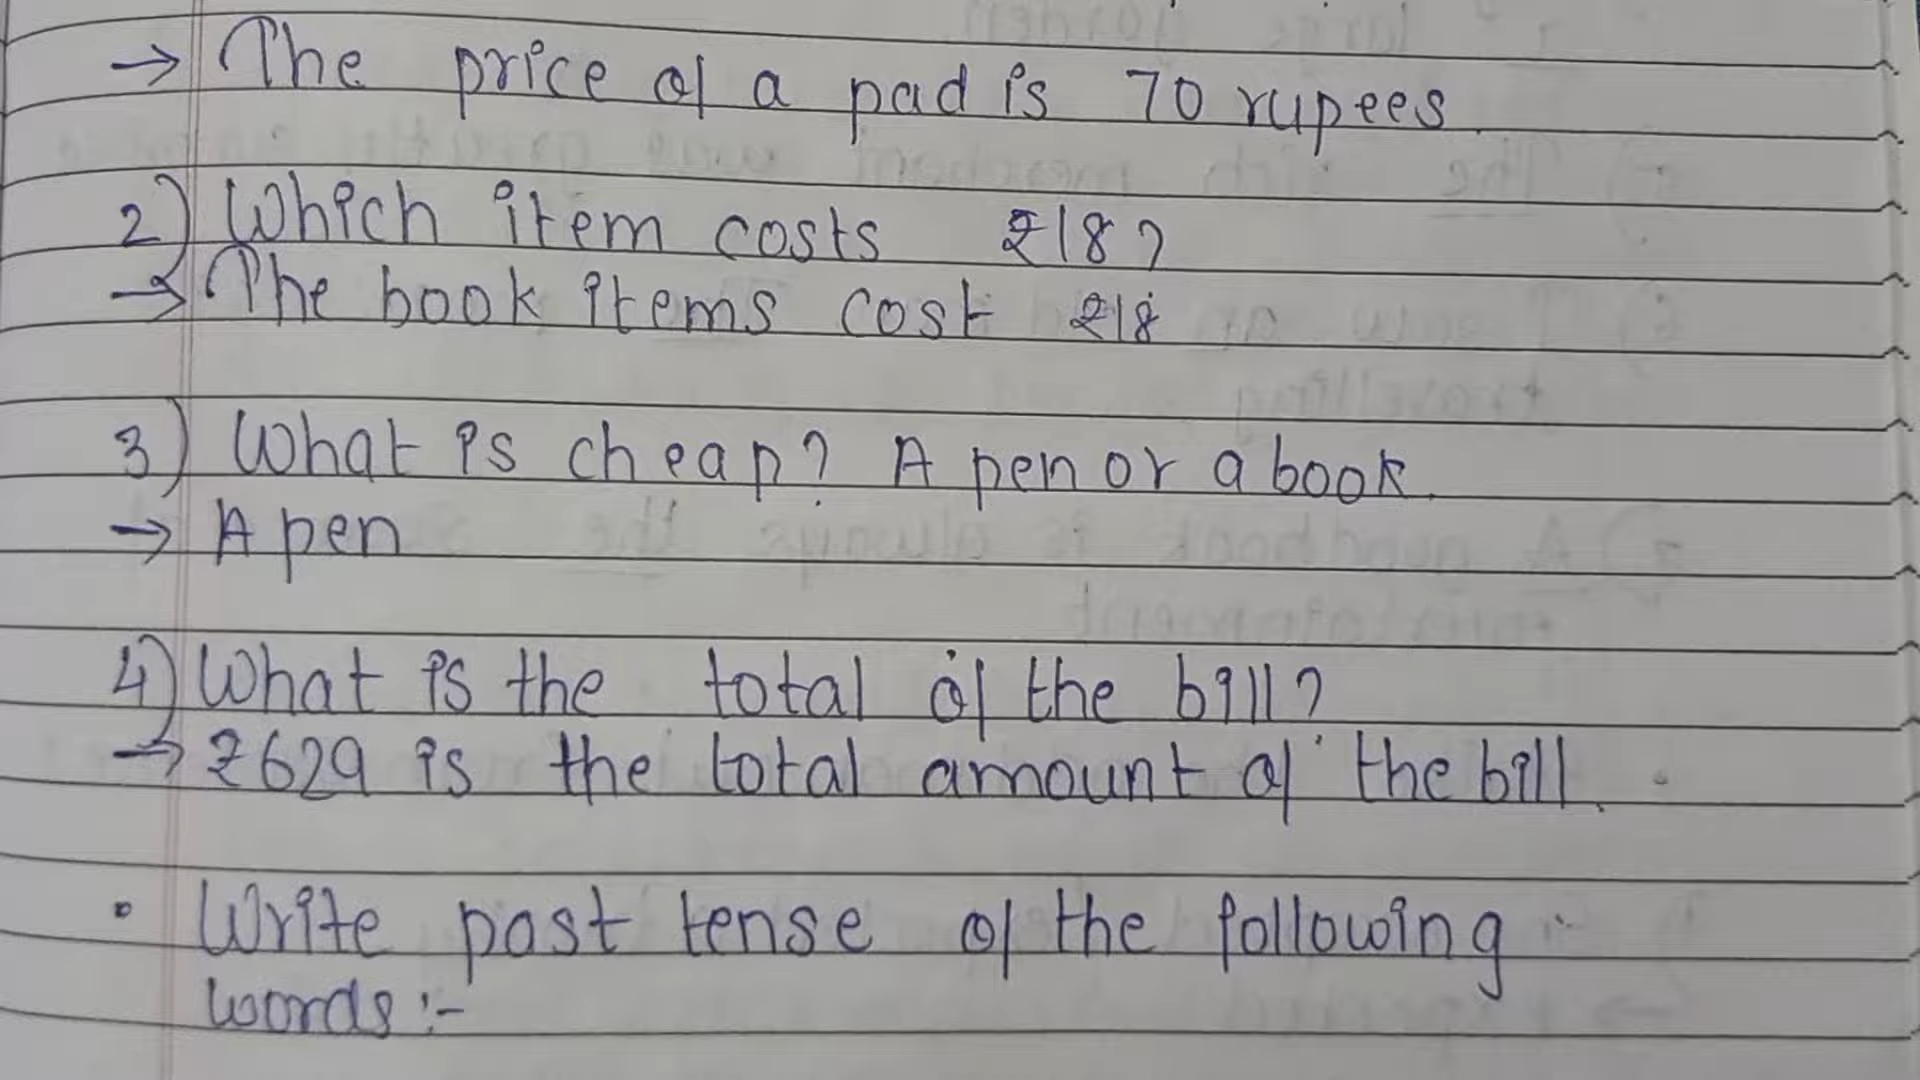 → The price of a pad is 70 rupees.
2) Which item costs ₹18?
→ The book items cost ₹18
3) What is cheap? A pen or a book.
→ A pen
4) What is the total of the bill?
→ ₹629 is the total amount of the bill.
• Write past tense of the following
words:-